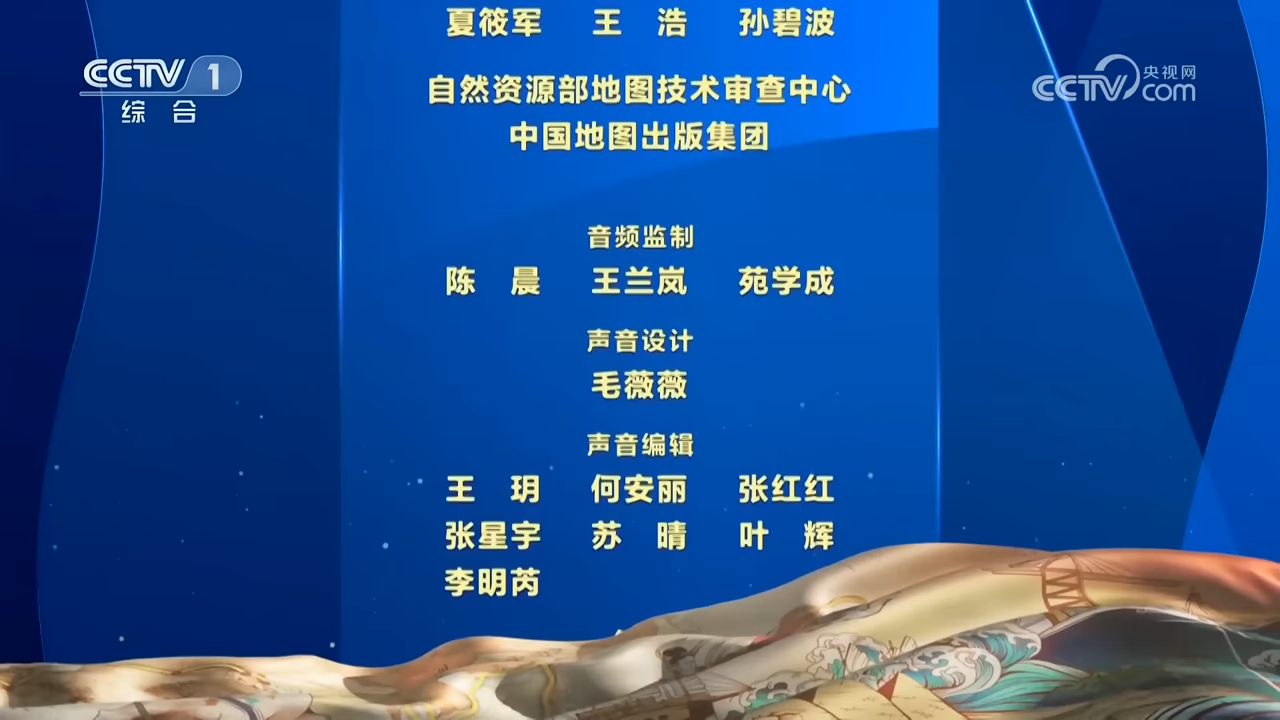 夏筱军 王 浩 孙碧波
CCTV 1
综 合
央视网
CCTV com
自然资源部地图技术审查中心
中国地图出版集团
音频监制
陈 晨 王兰岚 苑学成
声音设计
毛薇薇
声音编辑
王 玥 何安丽 张红红
张星宇 苏 晴 叶 辉
李明芮